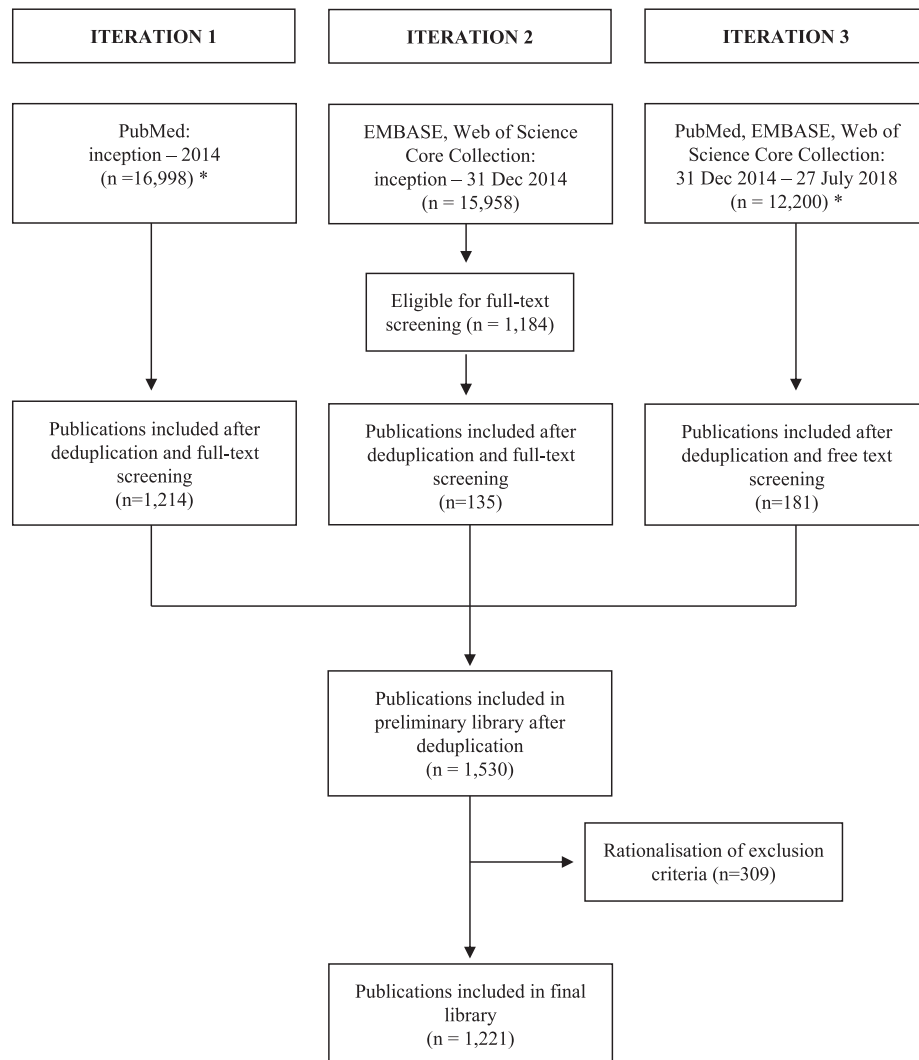 ITERATION 1
ITERATION 2
ITERATION 3
PubMed:
inception – 2014
(n =16,998) *
EMBASE, Web of Science
Core Collection:
inception – 31 Dec 2014
(n = 15,958)
PubMed, EMBASE, Web of
Science Core Collection:
31 Dec 2014 – 27 July 2018
(n = 12,200) *
Eligible for full-text
screening (n = 1,184)
Publications included after
deduplication and full-text
screening
(n=1,214)
Publications included after
deduplication and full-text
screening
(n=135)
Publications included after
deduplication and free text
screening
(n=181)
Publications included in
preliminary library after
deduplication
(n = 1,530)
Rationalisation of exclusion
criteria (n=309)
Publications included in final
library
(n = 1,221)